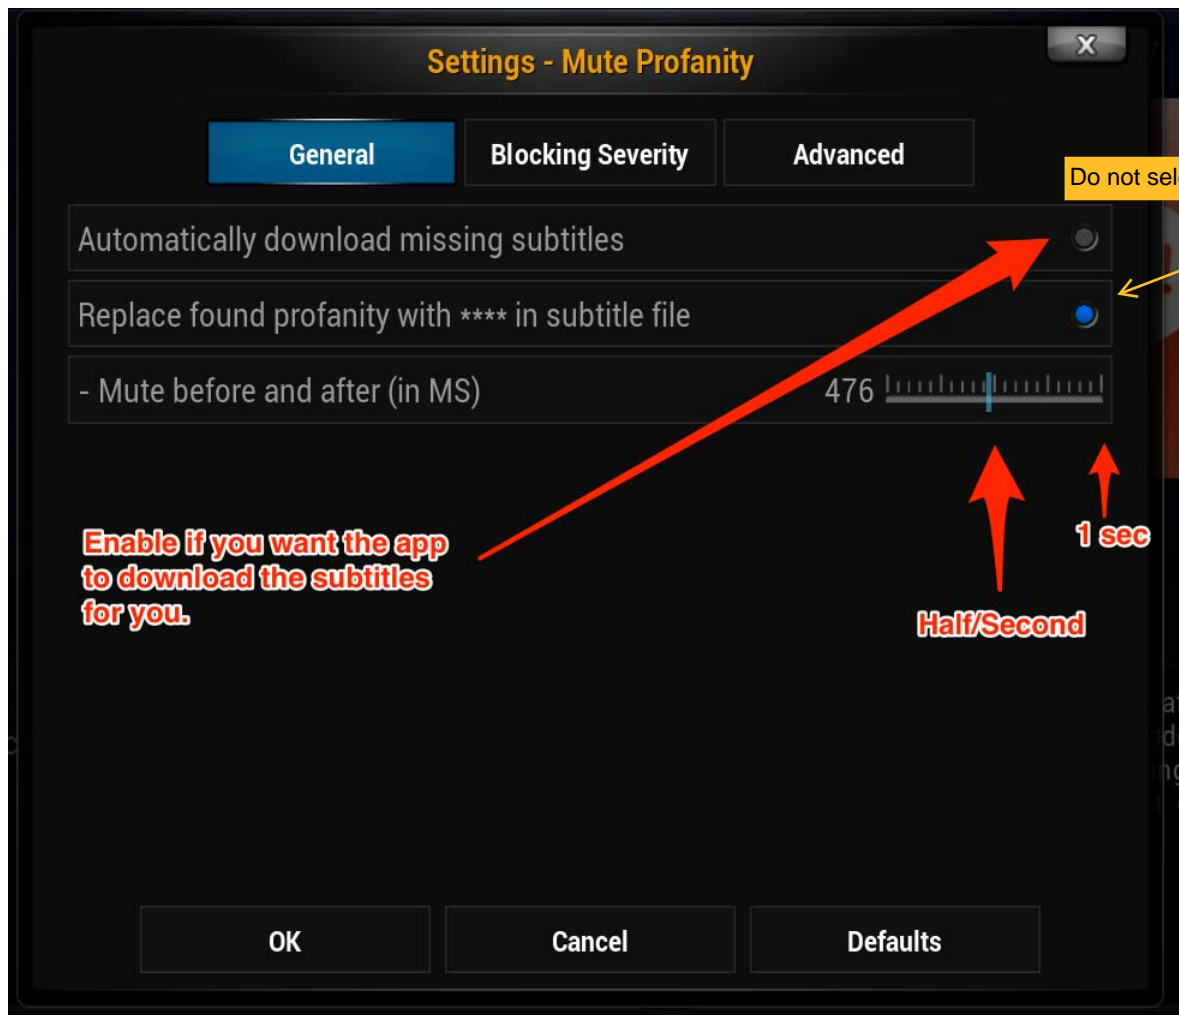 Settings - Mute Profanity
X
General
Blocking Severity
Advanced
Do not
Automatically download missing subtitles
Replace found profanity with **** in subtitle file
- Mute before and after (in MS)
476
Enable if you want the app
to download the subtitles
for you.
1 sec
Half/Second
OK
Cancel
Defaults